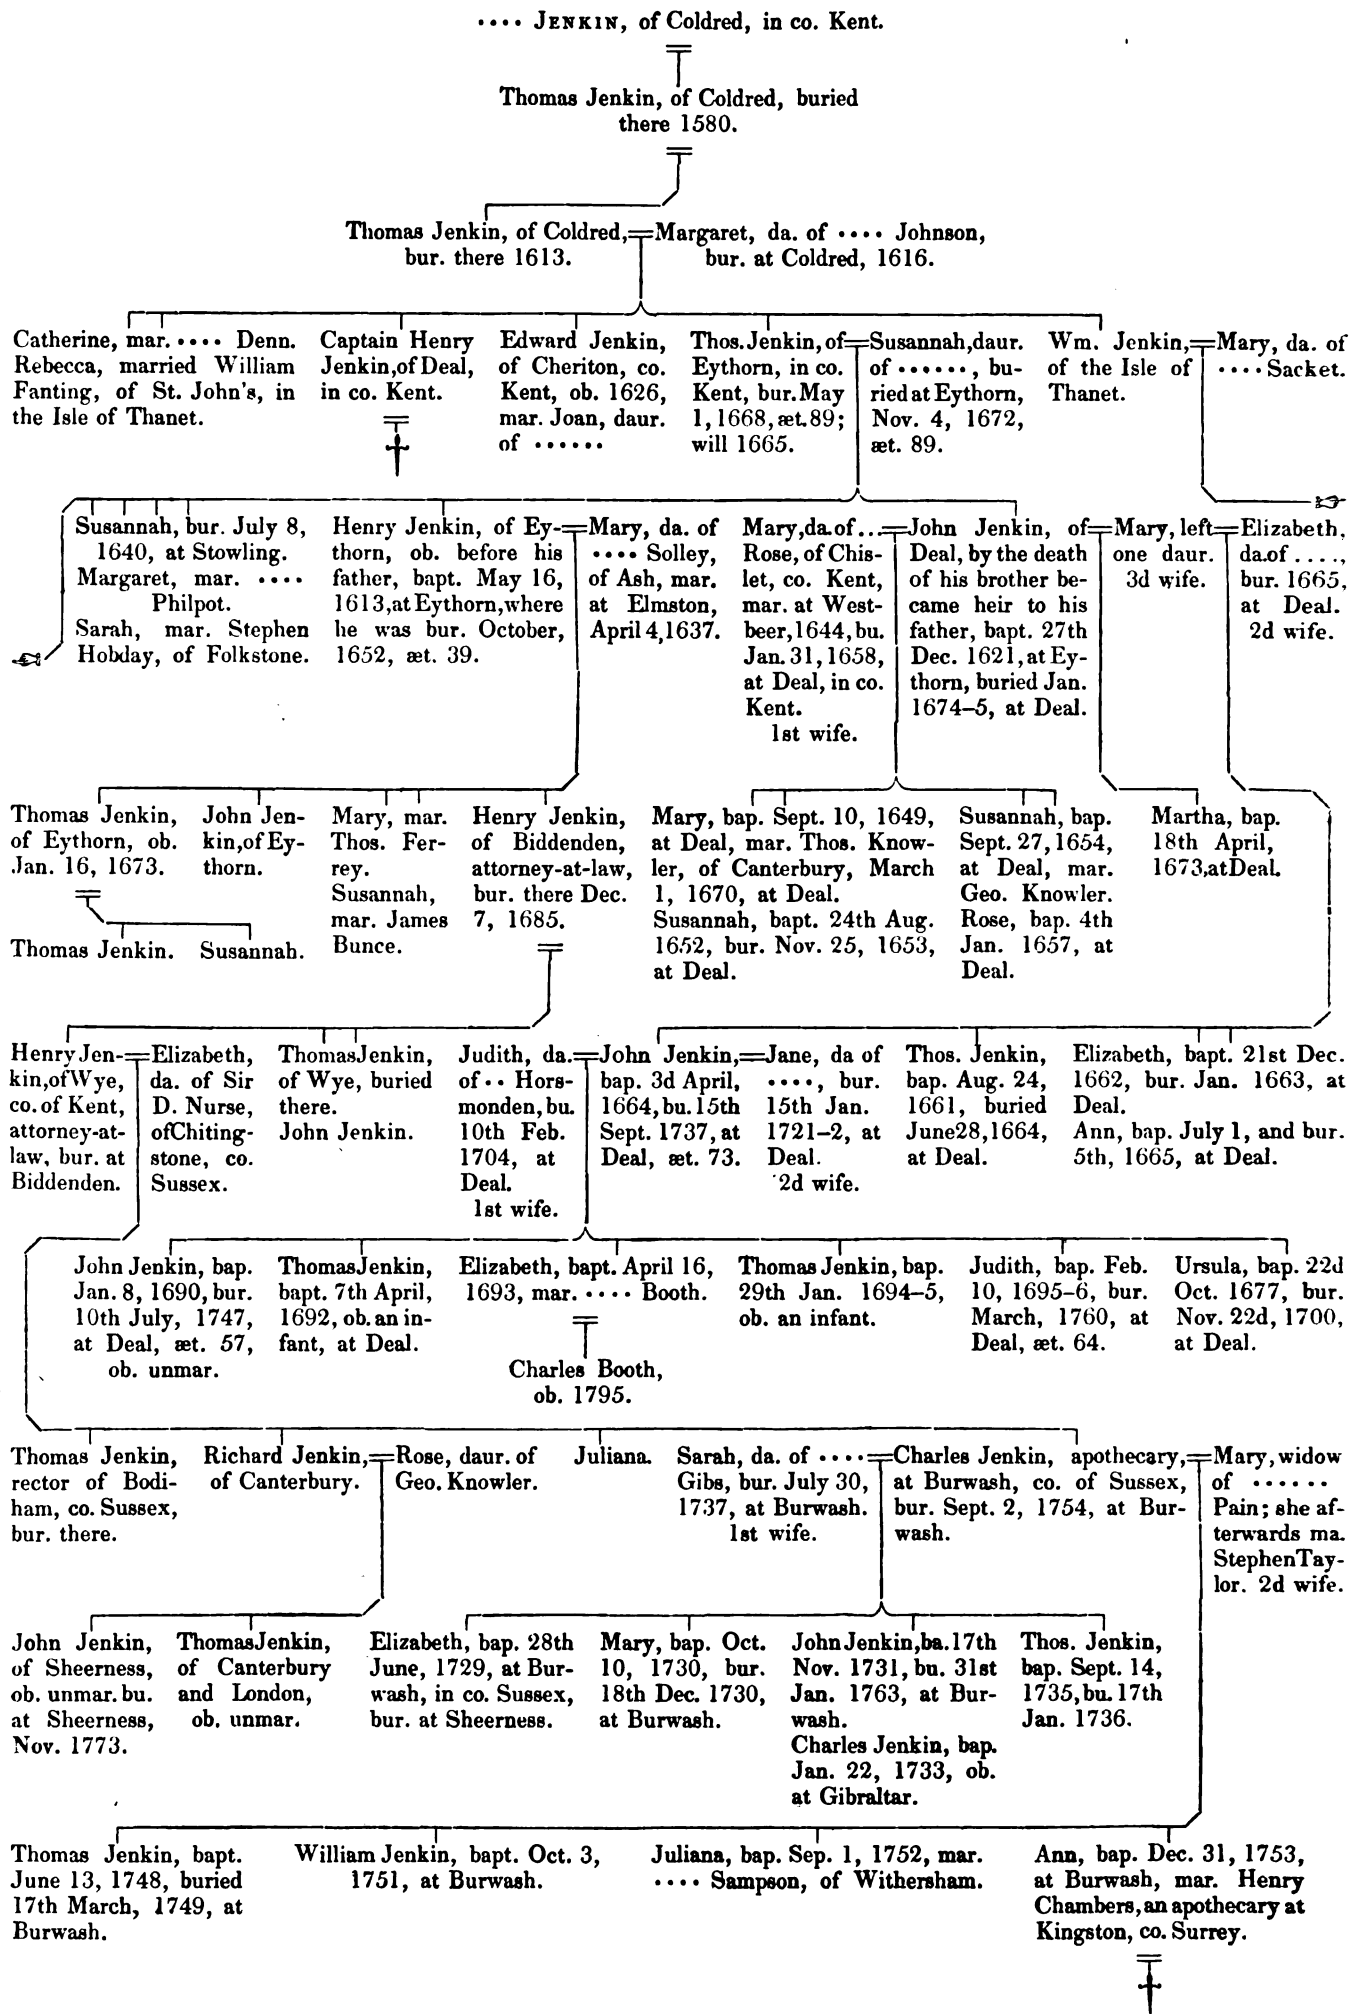 •••• JENKIN, of Coldred, in co. Kent.
Thomas Jenkin, of Coldred, buried
there 1580.
Thomas Jenkin, of Coldred,
bur. there 1613.
Margaret, da. of •••• Johnson,
bur. at Coldred, 1616.
Catherine, mar. •••• Denn.
Rebecca, married William
Fanting, of St. John's, in
the Isle of Thanet.
Captain Henry
Jenkin, of Deal,
in co. Kent.
Edward Jenkin,
of Cheriton, co.
Kent, ob. 1626,
mar. Joan, daur.
of ••••••
Thos. Jenkin, of
Eythorn, in co.
Kent, bur. May
1, 1668, æt. 89;
will 1665.
Susannah, daur.
of ••••••, bu-
ried at Eythorn,
Nov. 4, 1672,
æt. 89.
Wm. Jenkin,
of the Isle of
Thanet.
Mary, da. of
•••• Sacket.
Susannah, bur. July 8,
1640, at Stowling.
Margaret, mar. ••••
Philpot.
Sarah, mar. Stephen
Hobday, of Folkstone.
Henry Jenkin, of Ey-
thorn, ob. before his
father, bapt. May 16,
1613, at Eythorn, where
he was bur. October,
1652, æt. 39.
Mary, da. of
•••• Solley,
of Ash, mar.
at Elmston,
April 4, 1637.
Mary, da. of ...
Rose, of Chis-
let, co. Kent,
mar. at West-
beer, 1644, bu.
Jan. 31, 1658,
at Deal, in co.
Kent.
1st wife.
John Jenkin, of
Deal, by the death
of his brother be-
came heir to his
father, bapt. 27th
Dec. 1621, at Ey-
thorn, buried Jan.
1674–5, at Deal.
Mary, left
one daur.
3d wife.
Elizabeth,
da. of ....,
bur. 1665,
at Deal.
2d wife.
Thomas Jenkin,
of Eythorn, ob.
Jan. 16, 1673.
John Jen-
kin, of Ey-
thorn.
Mary, mar.
Thos. Fer-
rey.
Susannah,
mar. James
Bunce.
Henry Jenkin,
of Biddenden,
attorney-at-law,
bur. there Dec.
7, 1685.
Mary, bap. Sept. 10, 1649,
at Deal, mar. Thos. Know-
ler, of Canterbury, March
1, 1670, at Deal.
Susannah, bapt. 24th Aug.
1652, bur. Nov. 25, 1653,
at Deal.
Susannah, bap.
Sept. 27, 1654,
at Deal, mar.
Geo. Knowler.
Rose, bap. 4th
Jan. 1657, at
Deal.
Martha, bap.
18th April,
1673, at Deal.
Thomas Jenkin.
Susannah.
Henry Jen-
kin, of Wye,
co. of Kent,
attorney-at-
law, bur. at
Biddenden.
Elizabeth,
da. of Sir
D. Nurse,
of Chiting-
stone, co.
Sussex.
Thomas Jenkin,
of Wye, buried
there.
John Jenkin.
Judith, da.
of •• Hors-
monden, bu.
10th Feb.
1704, at
Deal.
1st wife.
John Jenkin,
bap. 3d April,
1664, bu. 15th
Sept. 1737, at
Deal, æt. 73.
Jane, da of
••••, bur.
15th Jan.
1721–2, at
Deal.
2d wife.
Thos. Jenkin,
bap. Aug. 24,
1661, buried
June 28, 1664,
at Deal.
Elizabeth, bapt. 21st Dec.
1662, bur. Jan. 1663, at
Deal.
Ann, bap. July 1, and bur.
5th, 1665, at Deal.
John Jenkin, bap.
Jan. 8, 1690, bur.
10th July, 1747,
at Deal, æt. 57,
ob. unmar.
Thomas Jenkin,
bapt. 7th April,
1692, ob. an in-
fant, at Deal.
Elizabeth, bapt. April 16,
1693, mar. •••• Booth.
Thomas Jenkin, bap.
29th Jan. 1694–5,
ob. an infant.
Judith, bap. Feb.
10, 1695–6, bur.
March, 1760, at
Deal, æt. 64.
Ursula, bap. 22d
Oct. 1677, bur.
Nov. 22d, 1700,
at Deal.
Charles Booth,
ob. 1795.
Thomas Jenkin,
rector of Bodi-
ham, co. Sussex,
bur. there.
Richard Jenkin,
of Canterbury.
Rose, daur. of
Geo. Knowler.
Juliana.
Sarah, da. of ••••
Gibs, bur. July 30,
1737, at Burwash.
1st wife.
Charles Jenkin, apothecary,
at Burwash, co. of Sussex,
bur. Sept. 2, 1754, at Bur-
wash.
Mary, widow
of ••••••
Pain; she af-
terwards ma.
Stephen Tay-
lor. 2d wife.
John Jenkin,
of Sheerness,
ob. unmar. bu.
at Sheerness,
Nov. 1773.
Thomas Jenkin,
of Canterbury
and London,
ob. unmar.
Elizabeth, bap. 28th
June, 1729, at Bur-
wash, in co. Sussex,
bur. at Sheerness.
Mary, bap. Oct.
10, 1730, bur.
18th Dec. 1730,
at Burwash.
John Jenkin, ba. 17th
Nov. 1731, bu. 31st
Jan. 1763, at Bur-
wash.
Charles Jenkin, bap.
Jan. 22, 1733, ob.
at Gibraltar.
Thos. Jenkin,
bap. Sept. 14,
1735, bu. 17th
Jan. 1736.
Thomas Jenkin, bapt.
June 13, 1748, buried
17th March, 1749, at
Burwash.
William Jenkin, bapt. Oct. 3,
1751, at Burwash.
Juliana, bap. Sep. 1, 1752, mar.
•••• Sampson, of Withersham.
Ann, bap. Dec. 31, 1753,
at Burwash, mar. Henry
Chambers, an apothecary at
Kingston, co. Surrey.